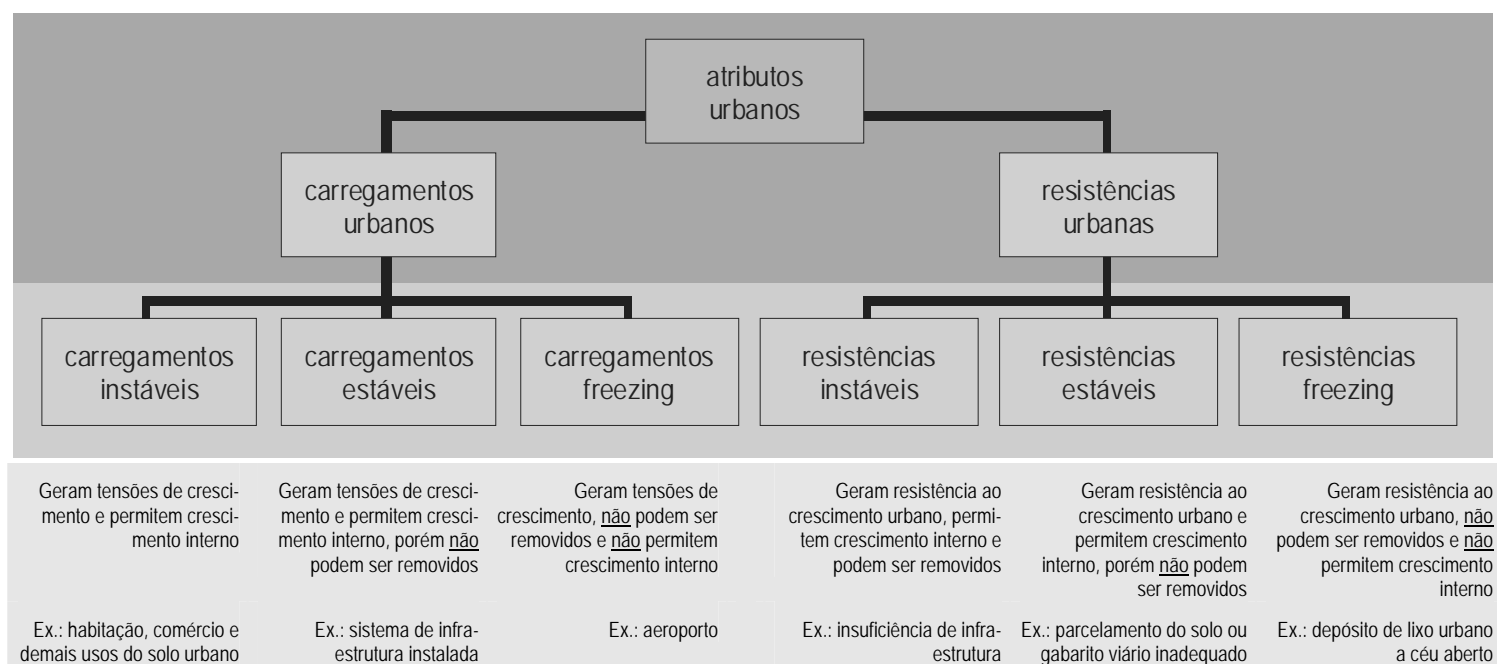 atributos
urbanos
carregamentos
urbanos
resistências
urbanas
carregamentos
instáveis
carregamentos
estáveis
carregamentos
freezing
resistências
instáveis
resistências
estáveis
resistências
freezing
Geram tensões de cresci-
mento e permitem cresci-
mento interno
Geram tensões de cresci-
mento e permitem cresci-
mento interno, porém não
podem ser removidos
Geram tensões de
crescimento, não podem ser
removidos e não permitem
crescimento interno
Geram resistência ao
crescimento urbano, permi-
tem crescimento interno e
podem ser removidos
Geram resistência ao
crescimento urbano e
permitem crescimento
interno, porém não podem
ser removidos
Geram resistência ao
crescimento urbano, não
podem ser removidos e não
permitem crescimento
interno
Ex.: habitação, comércio e
demais usos do solo urbano
Ex.: sistema de infra-
estrutura instalada
Ex.: aeroporto
Ex.: insuficiência de infra-
estrutura
Ex.: parcelamento do solo ou
gabarito viário inadequado
Ex.: depósito de lixo urbano
a céu aberto